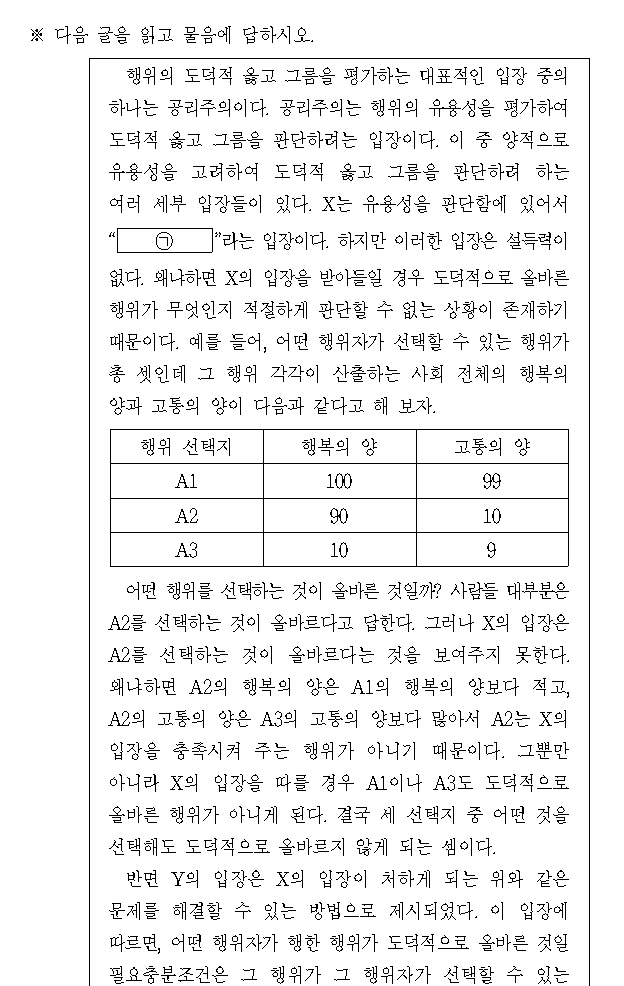 ※ 다음 글을 읽고 물음에 답하시오.
행위의 도덕적 옳고 그름을 평가하는 대표적인 입장 중의
하나는 공리주의이다. 공리주의는 행위의 유용성을 평가하여
도덕적 옳고 그름을 판단하려는 입장이다. 이 중 양적으로
유용성을 고려하여 도덕적 옳고 그름을 판단하려 하는
여러 세부 입장들이 있다. X는 유용성을 판단함에 있어서
“㉠”라는 입장이다. 하지만 이러한 입장은 설득력이
없다. 왜냐하면 X의 입장을 받아들일 경우 도덕적으로 올바른
행위가 무엇인지 적절하게 판단할 수 없는 상황이 존재하기
때문이다. 예를 들어, 어떤 행위자가 선택할 수 있는 행위가
총 셋인데 그 행위 각각이 산출하는 사회 전체의 행복의
양과 고통의 양이 다음과 같다고 해 보자.
행위 선택지 행복의 양 고통의 양
A1 100 99
A2 90 10
A3 10 9
어떤 행위를 선택하는 것이 올바른 것일까? 사람들 대부분은
A2를 선택하는 것이 올바르다고 답한다. 그러나 X의 입장은
A2를 선택하는 것이 올바르다는 것을 보여주지 못한다.
왜냐하면 A2의 행복의 양은 A1의 행복의 양보다 적고,
A2의 고통의 양은 A3의 고통의 양보다 많아서 A2는 X의
입장을 충족시켜 주는 행위가 아니기 때문이다. 그뿐만
아니라 X의 입장을 따를 경우 A1이나 A3도 도덕적으로
올바른 행위가 아니게 된다. 결국 세 선택지 중 어떤 것을
선택해도 도덕적으로 올바르지 않게 되는 셈이다.
반면 Y의 입장은 X의 입장이 처하게 되는 위와 같은
문제를 해결할 수 있는 방법으로 제시되었다. 이 입장에
따르면, 어떤 행위자가 행한 행위가 도덕적으로 올바른 것일
필요충분조건은 그 행위가 그 행위자가 선택할 수 있는